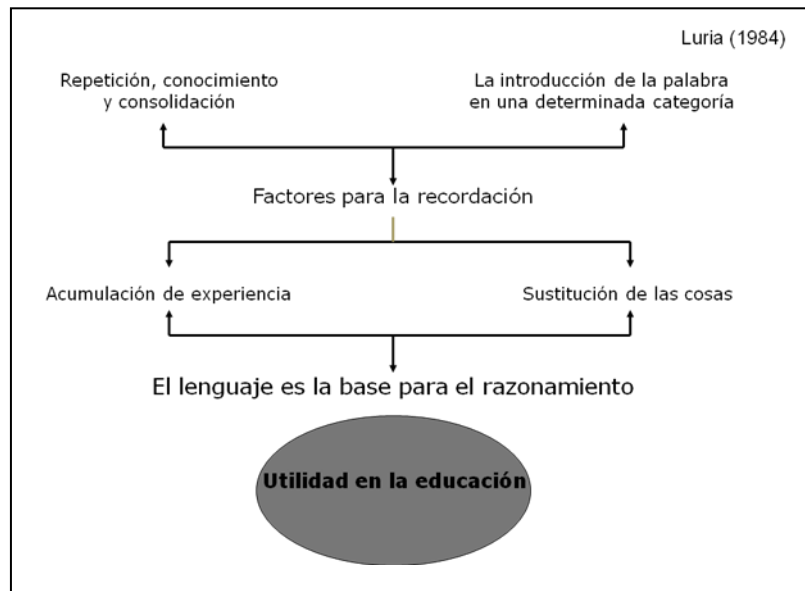 Luria (1984)
Repetición, conocimiento
y consolidación
La introducción de la palabra
en una determinada categoría
Factores para la recordación
Acumulación de experiencia
Sustitución de las cosas
El lenguaje es la base para el razonamiento
Utilidad en la educación